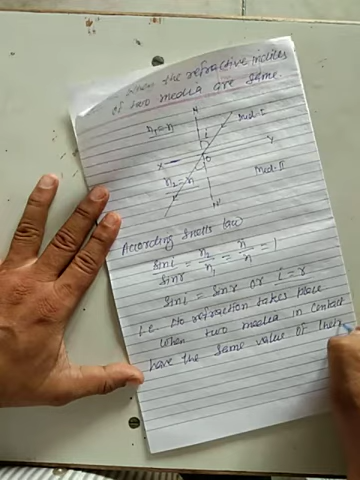 When the refractive indices
of two media are same.
n₁ = n
N
i
Med-I
X
Y
O
n₂ = n
Med-II
N'
According Snell's law
Sini/Sinr = n₂/n₁ = n/n = 1
Sini = Sinr or i = r
i.e. No refraction takes place
when two media in contact
have the same value of their